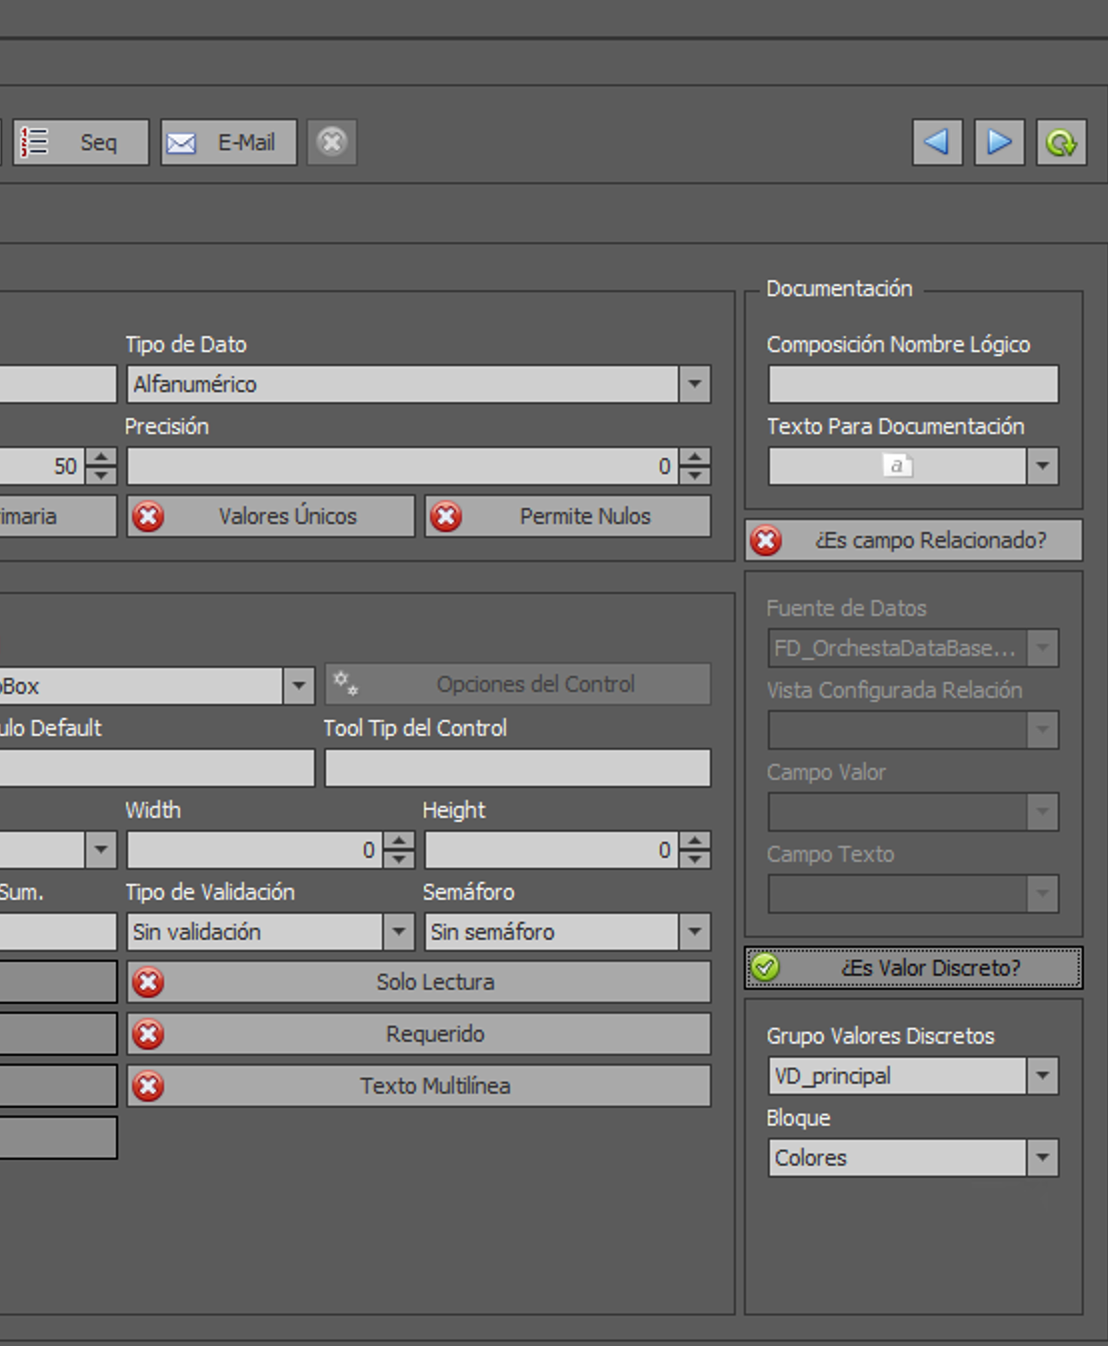 Seq E-Mail
Documentación
Tipo de Dato
Composición Nombre Lógico
Alfanumérico
Precisión
Texto Para Documentación
50
0
a
Valores Únicos
Permite Nulos
¿Es campo Relacionado?
Fuente de Datos
FD_OrchestaDataBase...
Box
Opciones del Control
Vista Configurada Relación
Default
Tool Tip del Control
Campo Valor
Width
Height
0
0
Campo Texto
Sum.
Tipo de Validación
Semáforo
Sin validación
Sin semáforo
¿Es Valor Discreto?
Solo Lectura
Requerido
Grupo Valores Discretos
VD_principal
Texto Multilínea
Bloque
Colores